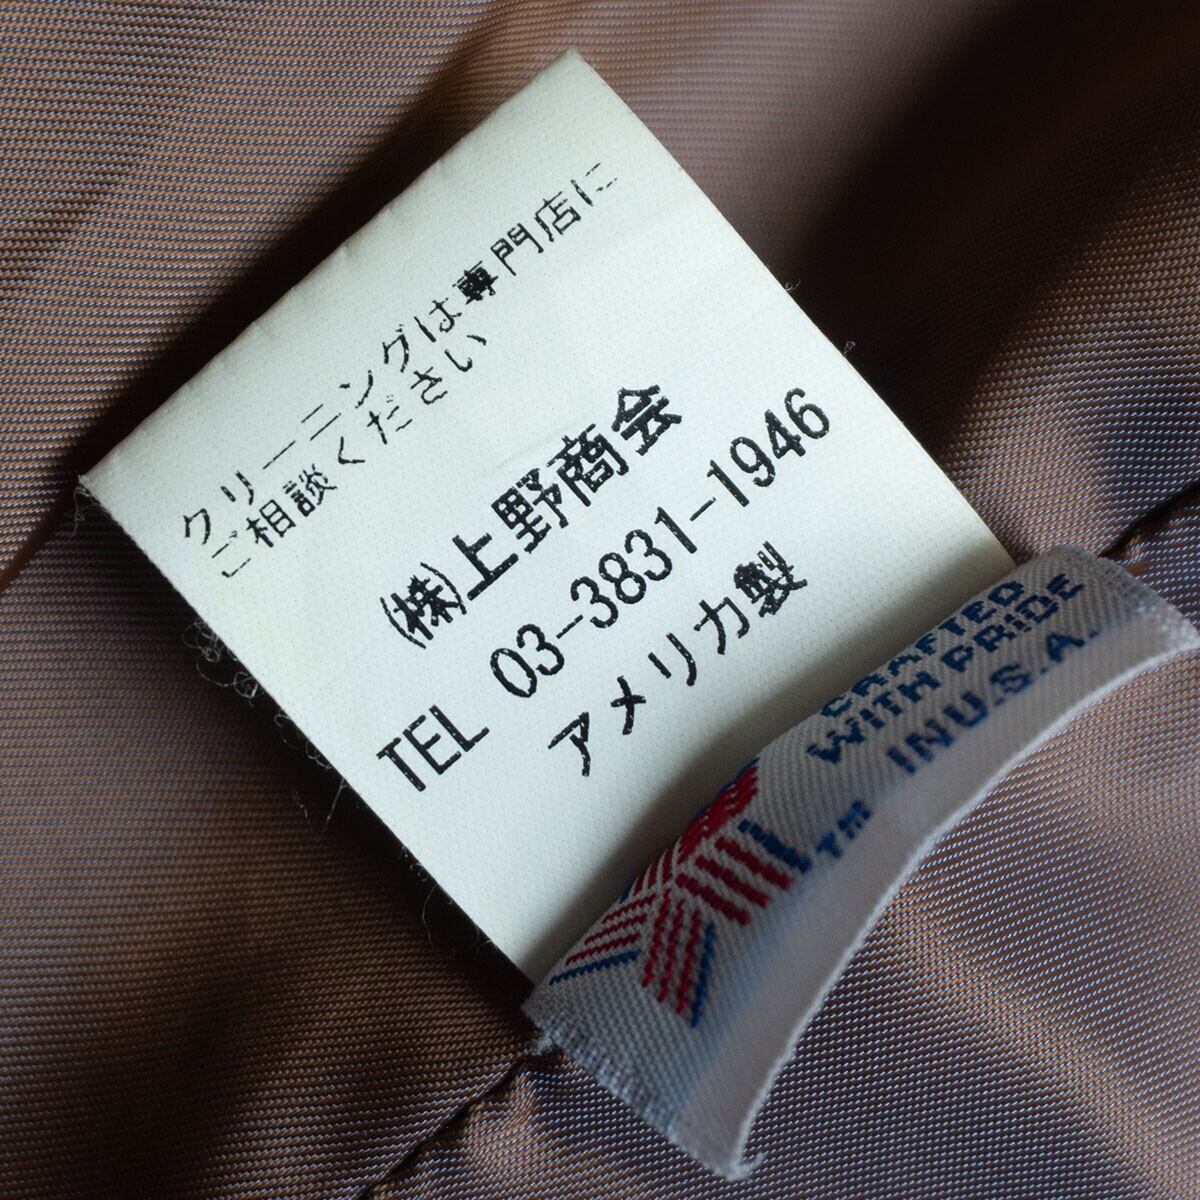 クリーニングは専門店に
ご相談ください
(株)上野商会
TEL 03-3831-1946
アメリカ製
CRAFTED
WITH PRIDE
IN U.S.A.
TM